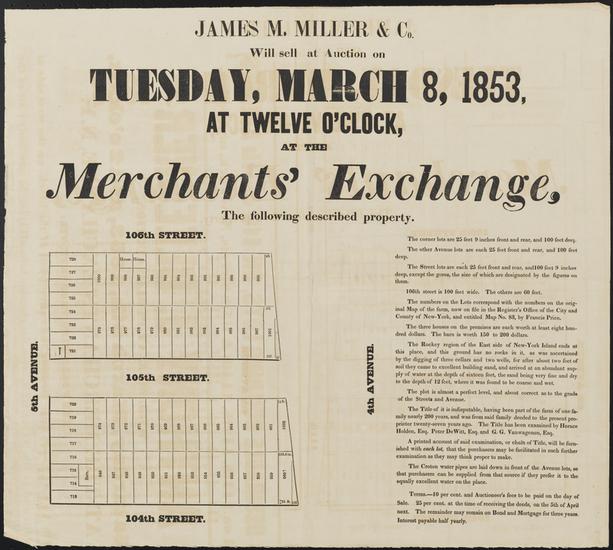 JAMES M. MILLER & Co.
Will sell at Auction on
TUESDAY, MARCH 8, 1853,
AT TWELVE O'CLOCK,
AT THE
Merchants' Exchange,
The following described property.
106th STREET.
5th AVENUE.
105th STREET.
4th AVENUE.
104th STREET.
The corner lots are 25 feet 9 inches front and rear, and 100 feet deep.
The other Avenue lots are each 25 feet front and rear, and 100 feet
deep.
The Street lots are each 25 feet front and rear, and 100 feet 9 inches
deep, except the gores, the size of which are designated by the figures on
them.
106th street is 100 feet wide. The others are 60 feet.
The numbers on the Lots correspond with the numbers on the orig-
inal Map of the farm, now on file in the Register's Office of the City and
County of New-York, and entitled Map No. 83, by Francis Price.
The three houses on the premises are worth at least eight hun-
dred dollars. The barn is worth 150 to 200 dollars.
The Rockey region of the East side of New-York Island ends at
this place, and this ground has no rocks in it, as was ascertained
by the digging of three cellars and two wells, for after about two feet of
soil they came to excellent building sand, and arrived at an abundant sup-
ply of water at the depth of sixteen feet, the sand being very fine and dry
to the depth of 12 feet, where it was found to be coarse and wet.
The plot is almost a perfect level, and about correct as to the grade
of the Streets and Avenue.
The Title of it is indisputable, having been part of the farm of one fa-
mily nearly 200 years, and was from said family deeded to the present pro-
prietor twenty-seven years ago. The Title has been examined by Horace
Holden, Esq. Peter DeWitt, Esq. and G. G. Vanwagenan, Esq.
A printed account of said examination, or chain of Title, will be furn-
ished with each lot, that the purchasers may be facilitated in such further
examination as they may think proper to make.
The Croton water pipes are laid down in front of the Avenue lots, so
that purchasers can be supplied from that source if they prefer it to the
equally excellent water on the place.
Terms.—10 per cent. and Auctioneer's fees to be paid on the day of
Sale. 25 per cent. at the time of receiving the deeds, on the 5th of April
next. The remainder may remain on Bond and Mortgage for three years.
Interest payable half yearly.